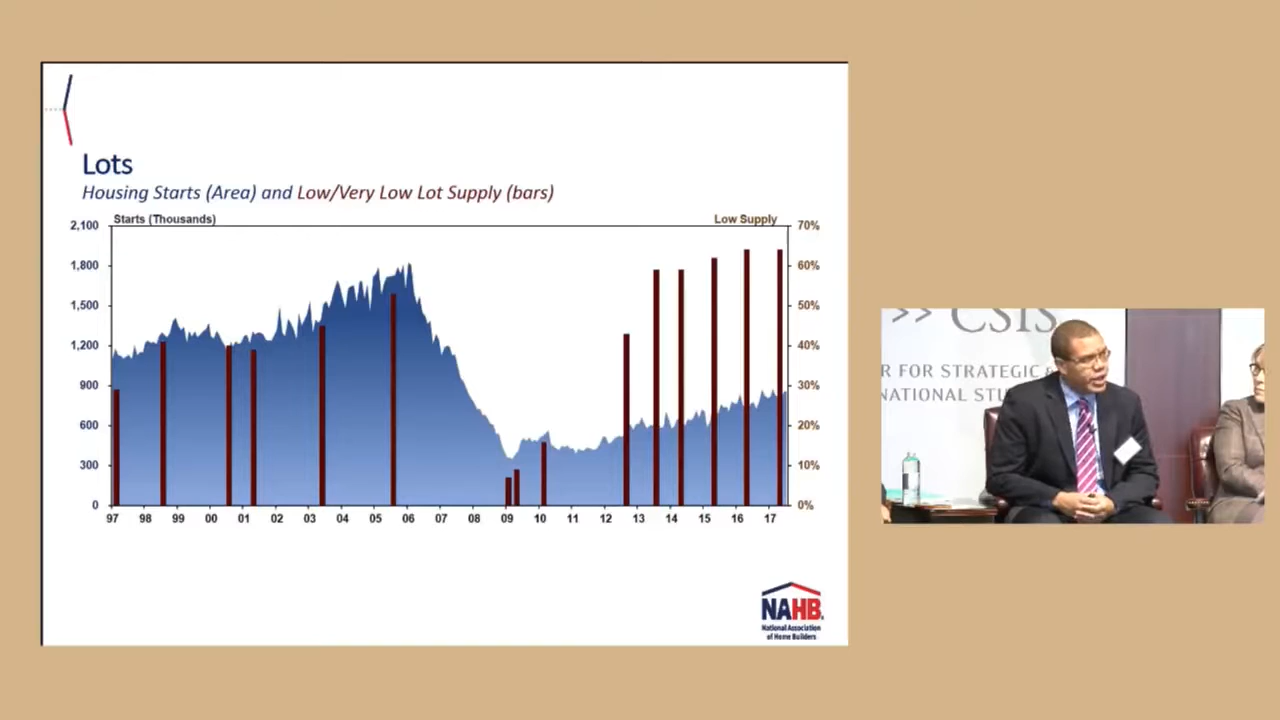 Lots
Housing Starts (Area) and Low/Very Low Lot Supply (bars)
Starts (Thousands)
Low Supply
2,100
1,800
1,500
1,200
900
600
300
0
70%
60%
50%
40%
30%
20%
10%
0%
97 98 99 00 01 02 03 04 05 06 07 08 09 10 11 12 13 14 15 16 17
NAHB
National Association
of Home Builders
>> CSIS
R FOR STRATEGIC &
NATIONAL STU